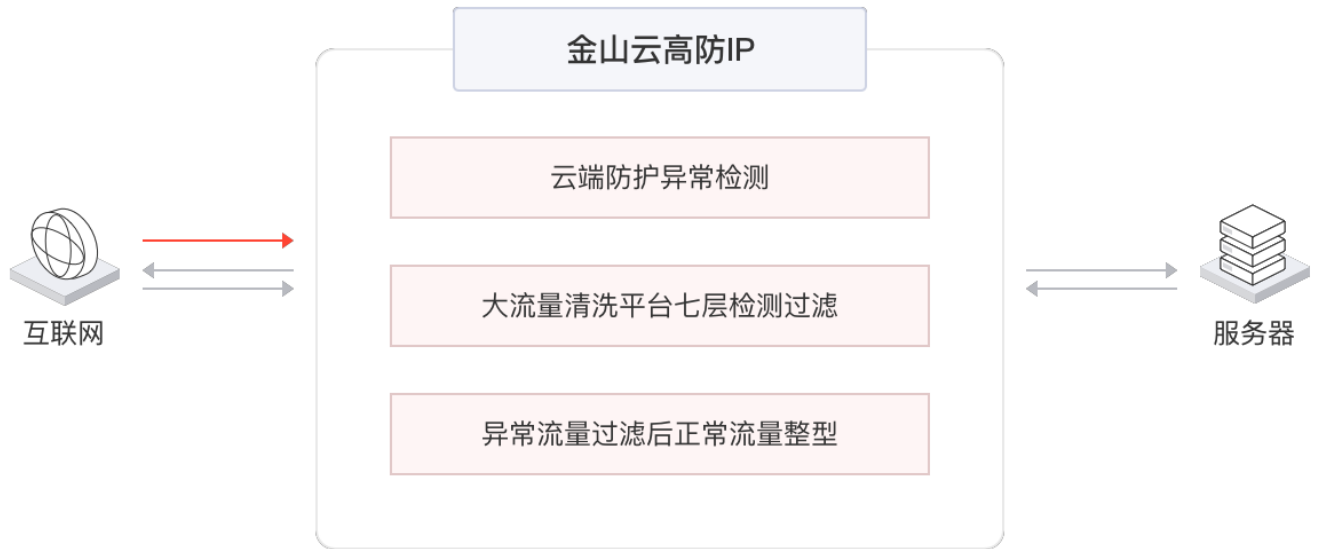 金山云高防IP
云端防护异常检测
大流量清洗平台七层检测过滤
异常流量过滤后正常流量整型
互联网
服务器